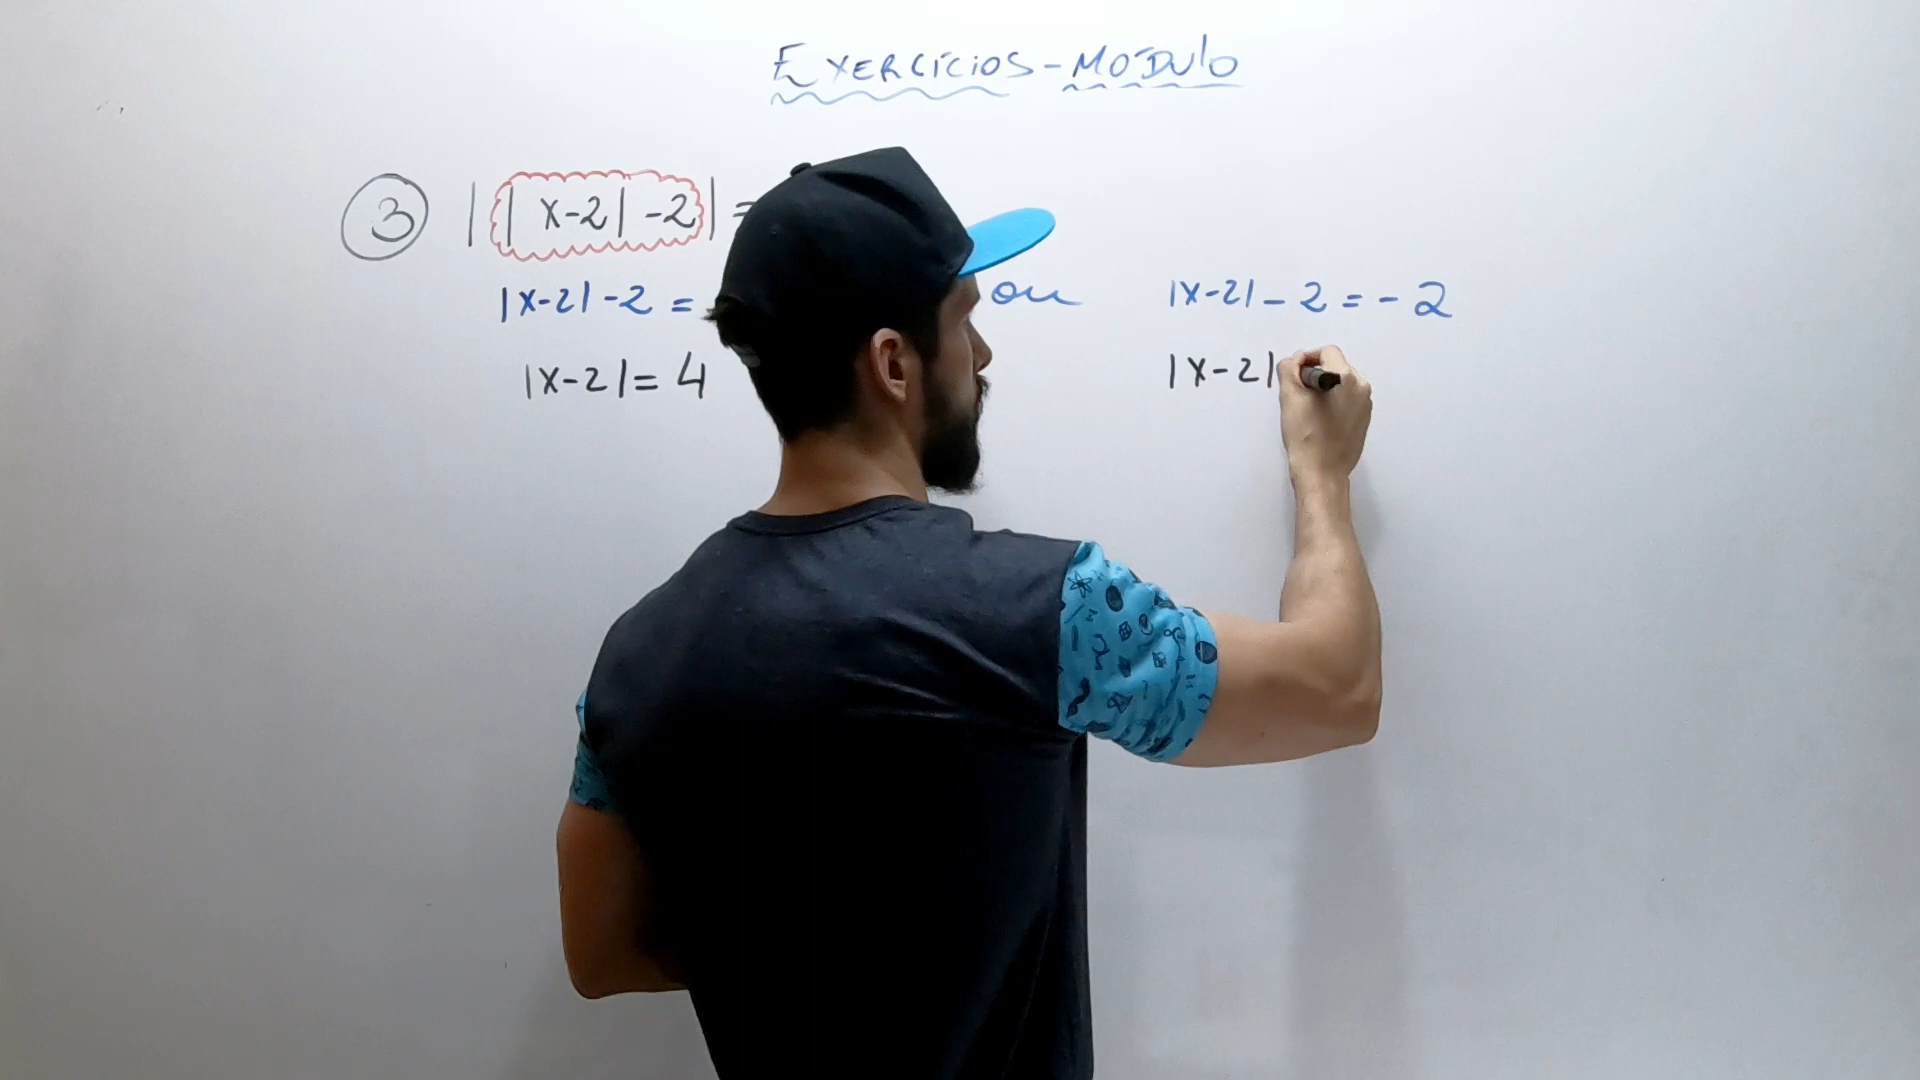 EXERCÍCIOS - MÓDULO
3 ||x-2| -2| =
|x-2| -2 = ou |x-2| - 2 = - 2
|x-2| = 4 |x-2|